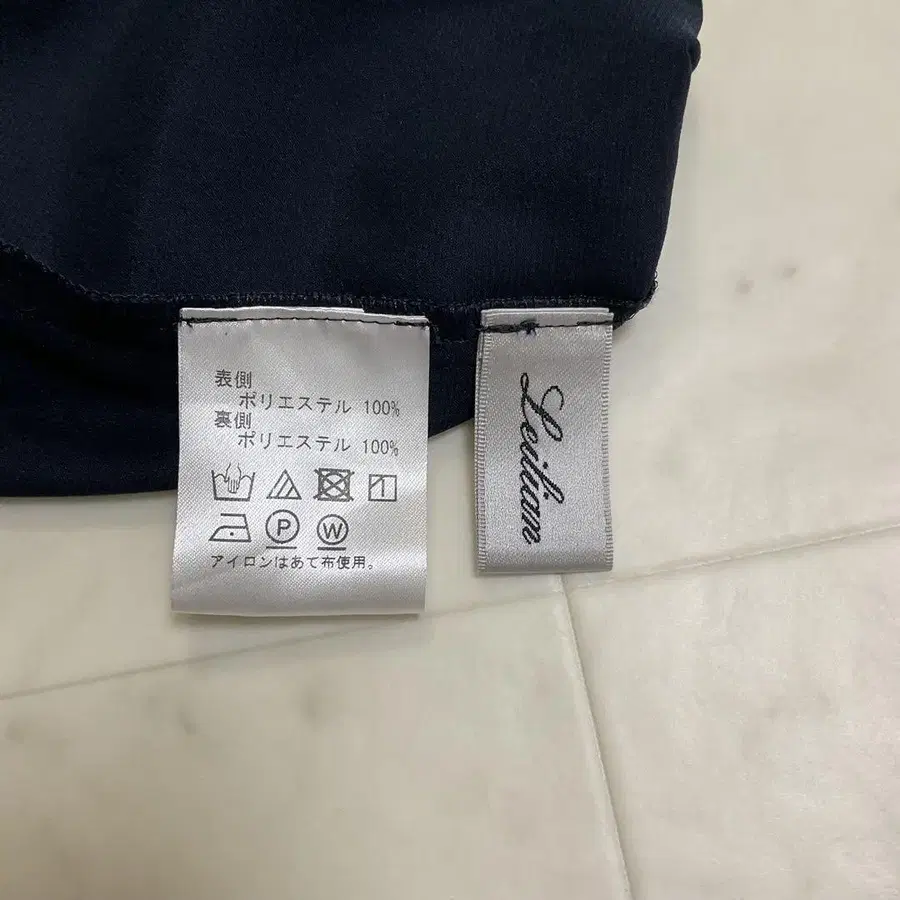 表側
ポリエステル 100%
裏側
ポリエステル 100%
P
W
アイロンはあて布使用。
Leilian